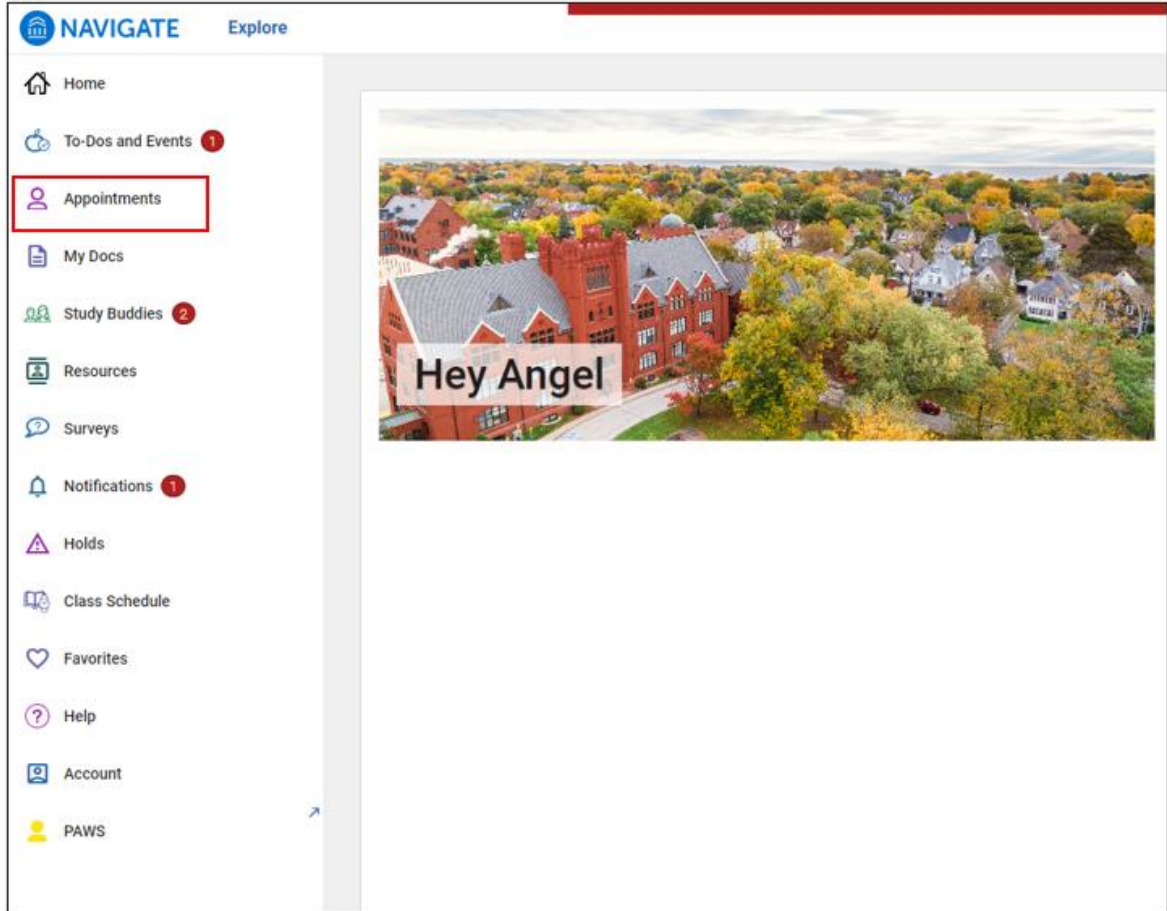 NAVIGATE Explore
Home
To-Dos and Events 1
Appointments
My Docs
Study Buddies 2
Resources
Surveys
Notifications 1
Holds
Class Schedule
Favorites
Help
Account
PAWS
Hey Angel